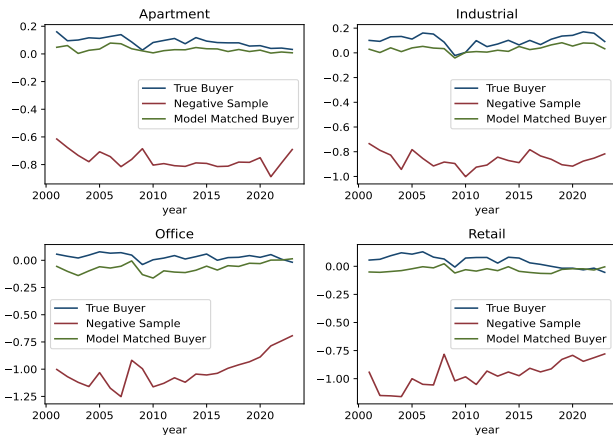 Apartment
0.2
0.0
−0.2
−0.4
−0.6
−0.8
True Buyer
Negative Sample
Model Matched Buyer
2000
2005
2010
2015
2020
year
Industrial
0.2
0.0
−0.2
−0.4
−0.6
−0.8
−1.0
True Buyer
Negative Sample
Model Matched Buyer
2000
2005
2010
2015
2020
year
Office
0.00
−0.25
−0.50
−0.75
−1.00
−1.25
True Buyer
Negative Sample
Model Matched Buyer
2000
2005
2010
2015
2020
year
Retail
0.00
−0.25
−0.50
−0.75
−1.00
True Buyer
Negative Sample
Model Matched Buyer
2000
2005
2010
2015
2020
year